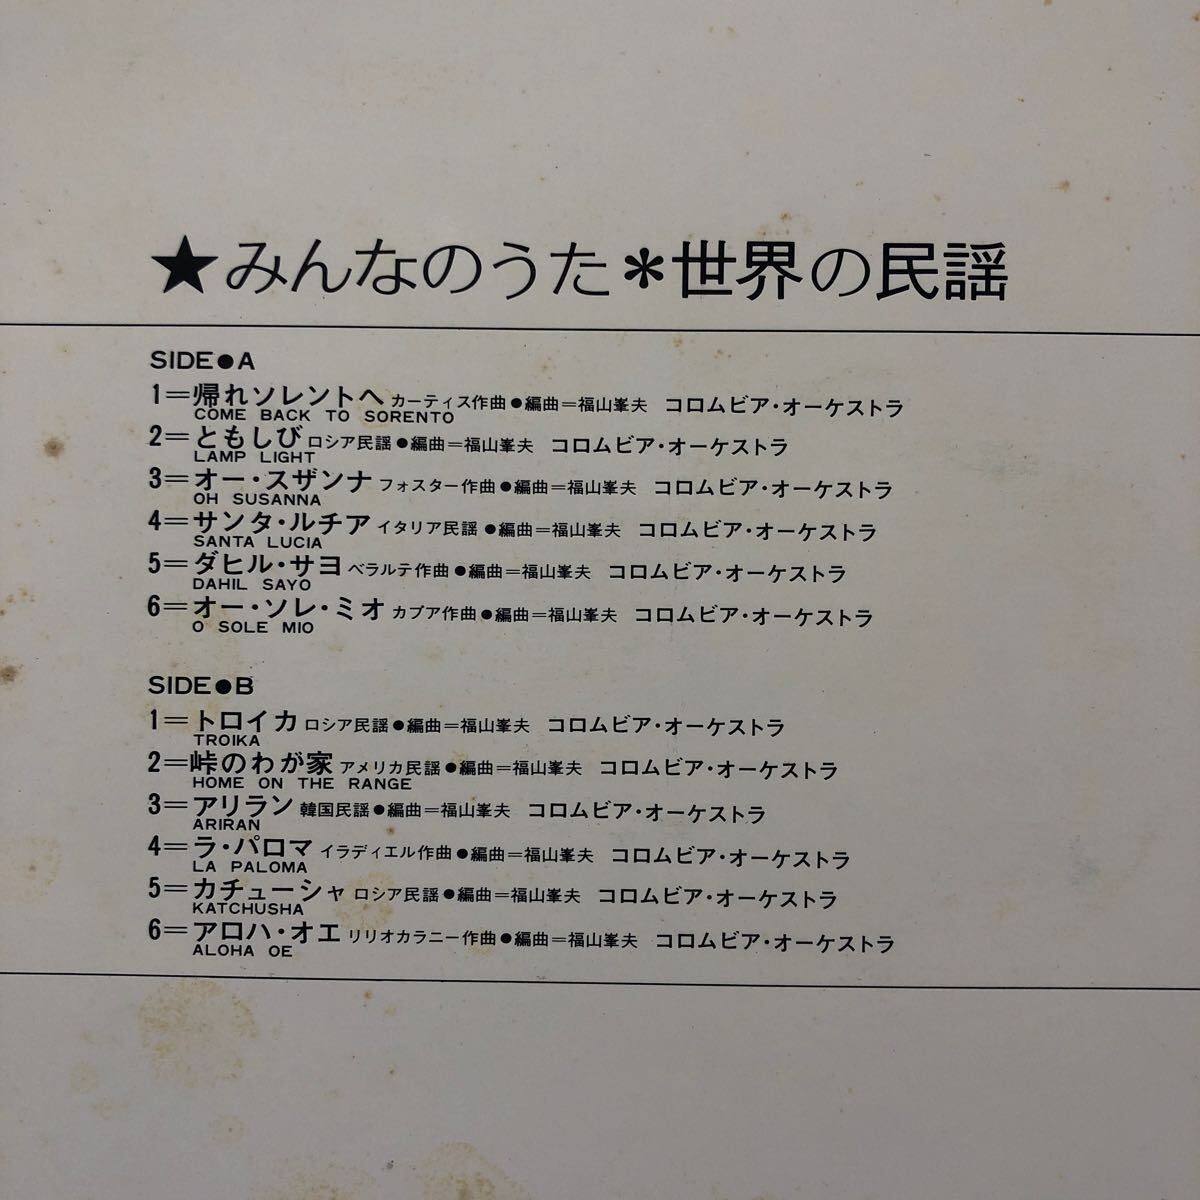 ★みんなのうた＊世界の民謡
SIDE●A
1＝帰れソレントへ カーティス作曲●編曲＝福山峯夫 コロムビア・オーケストラ
COME BACK TO SORENTO
2＝ともしび ロシア民謡●編曲＝福山峯夫 コロムビア・オーケストラ
LAMP LIGHT
3＝オー・スザンナ フォスター作曲●編曲＝福山峯夫 コロムビア・オーケストラ
OH SUSANNA
4＝サンタ・ルチア イタリア民謡●編曲＝福山峯夫 コロムビア・オーケストラ
SANTA LUCIA
5＝ダヒル・サヨ ベラルテ作曲●編曲＝福山峯夫 コロムビア・オーケストラ
DAHIL SAYO
6＝オー・ソレ・ミオ カプア作曲●編曲＝福山峯夫 コロムビア・オーケストラ
O SOLE MIO
SIDE●B
1＝トロイカ ロシア民謡●編曲＝福山峯夫 コロムビア・オーケストラ
TROIKA
2＝峠のわが家 アメリカ民謡●編曲＝福山峯夫 コロムビア・オーケストラ
HOME ON THE RANGE
3＝アリラン 韓国民謡●編曲＝福山峯夫 コロムビア・オーケストラ
ARIRAN
4＝ラ・パロマ イラディエル作曲●編曲＝福山峯夫 コロムビア・オーケストラ
LA PALOMA
5＝カチューシャ ロシア民謡●編曲＝福山峯夫 コロムビア・オーケストラ
KATCHUSHA
6＝アロハ・オエ リリオカラニー作曲●編曲＝福山峯夫 コロムビア・オーケストラ
ALOHA OE